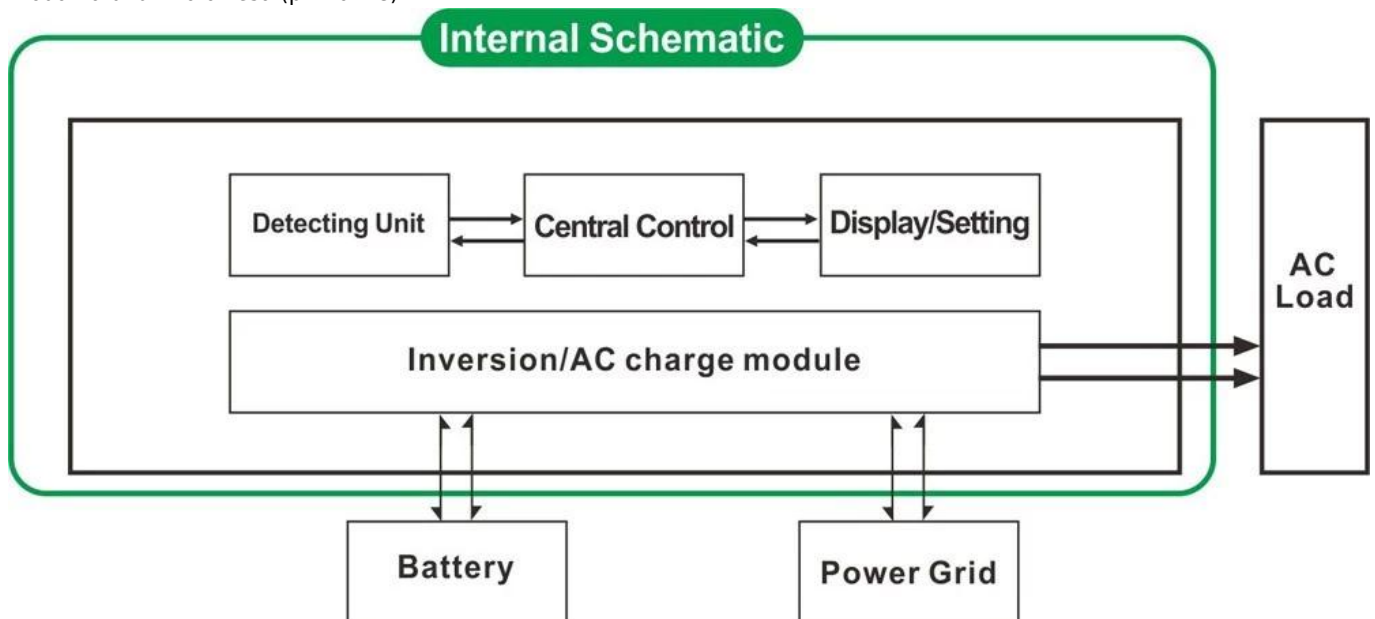 Internal Schematic
Detecting Unit
Central Control
Display/Setting
AC
Load
Inversion/AC charge module
Battery
Power Grid